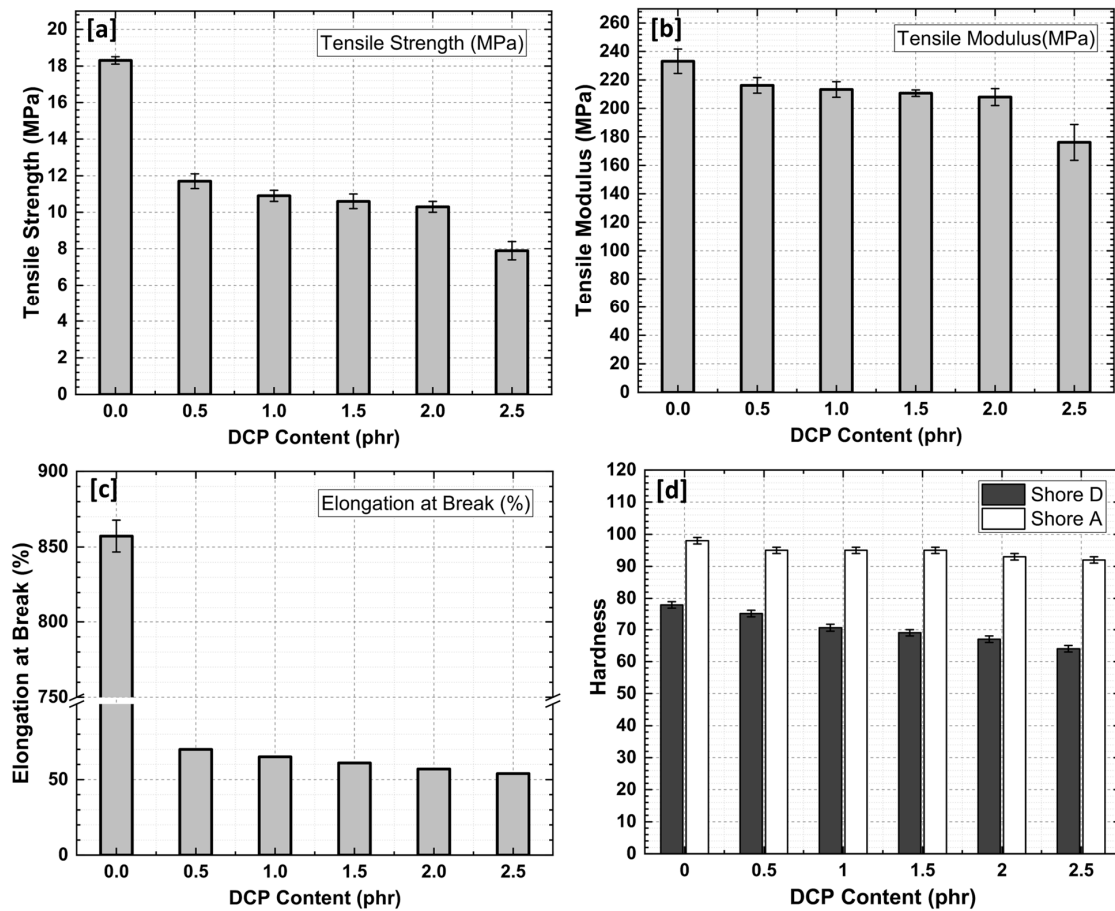 [a]
Tensile Strength (MPa)
Tensile Strength (MPa)
20
18
16
14
12
10
8
6
4
2
0
0.0 0.5 1.0 1.5 2.0 2.5
DCP Content (phr)
[b]
Tensile Modulus(MPa)
Tensile Modulus (MPa)
260
240
220
200
180
160
140
120
100
80
60
40
20
0
0.0 0.5 1.0 1.5 2.0 2.5
DCP Content (phr)
[c]
Elongation at Break (%)
Elongation at Break (%)
900
850
800
750
50
0
0.0 0.5 1.0 1.5 2.0 2.5
DCP Content (phr)
[d]
Shore D
Shore A
Hardness
120
110
100
90
80
70
60
50
40
30
20
10
0
0 0.5 1 1.5 2 2.5
DCP Content (phr)